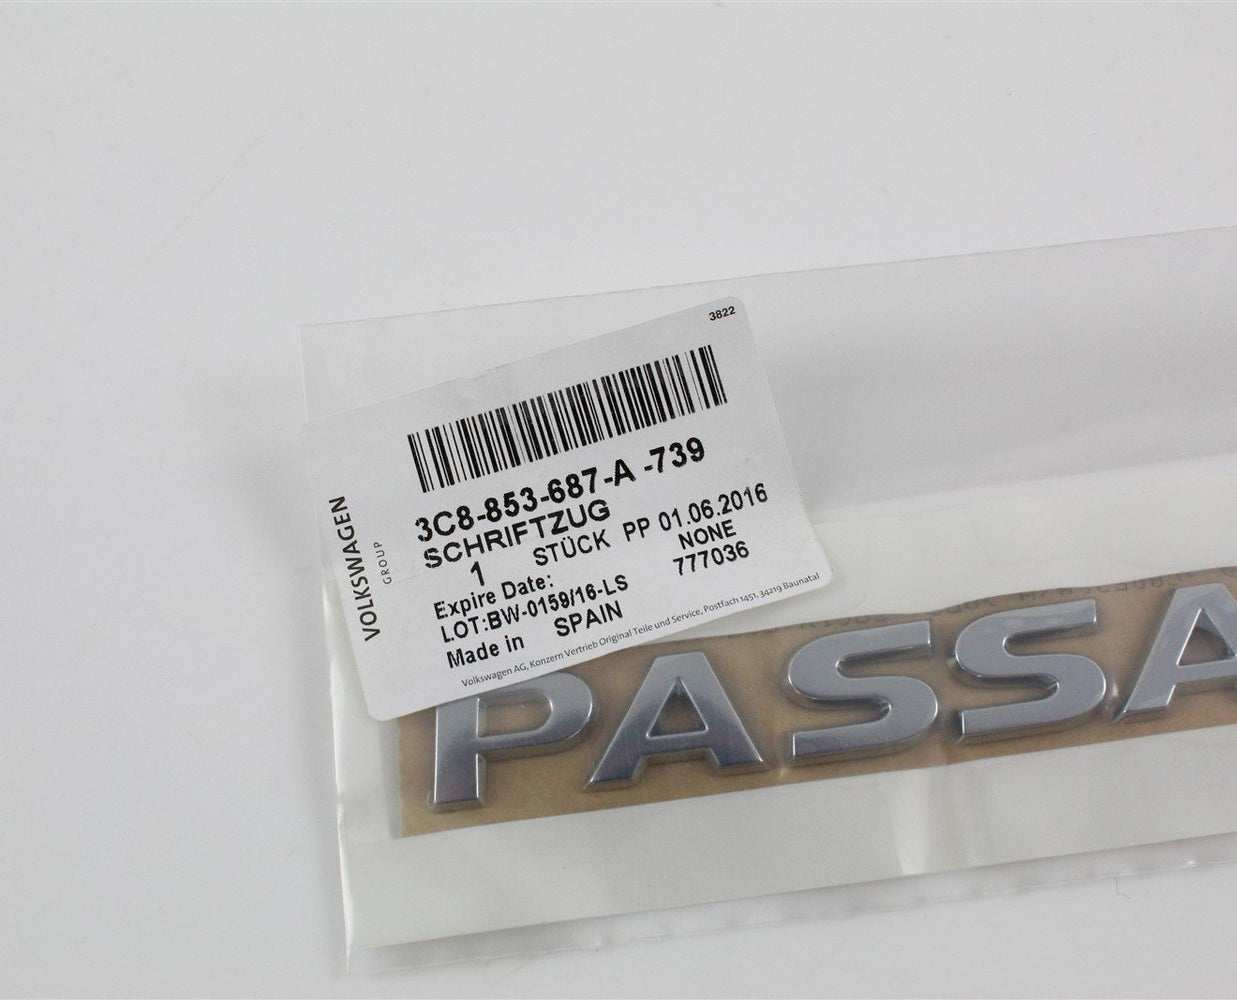 3822
VOLKSWAGEN
GROUP
3C8-853-687-A -739
SCHRIFTZUG
1 STÜCK PP 01.06.2016
Expire Date: NONE
LOT:BW-0159/16-LS 777036
Made in SPAIN
Volkswagen AG, Konzern Vertrieb Original Teile und Service, Postfach 1451, 34219 Baunatal
PASSA